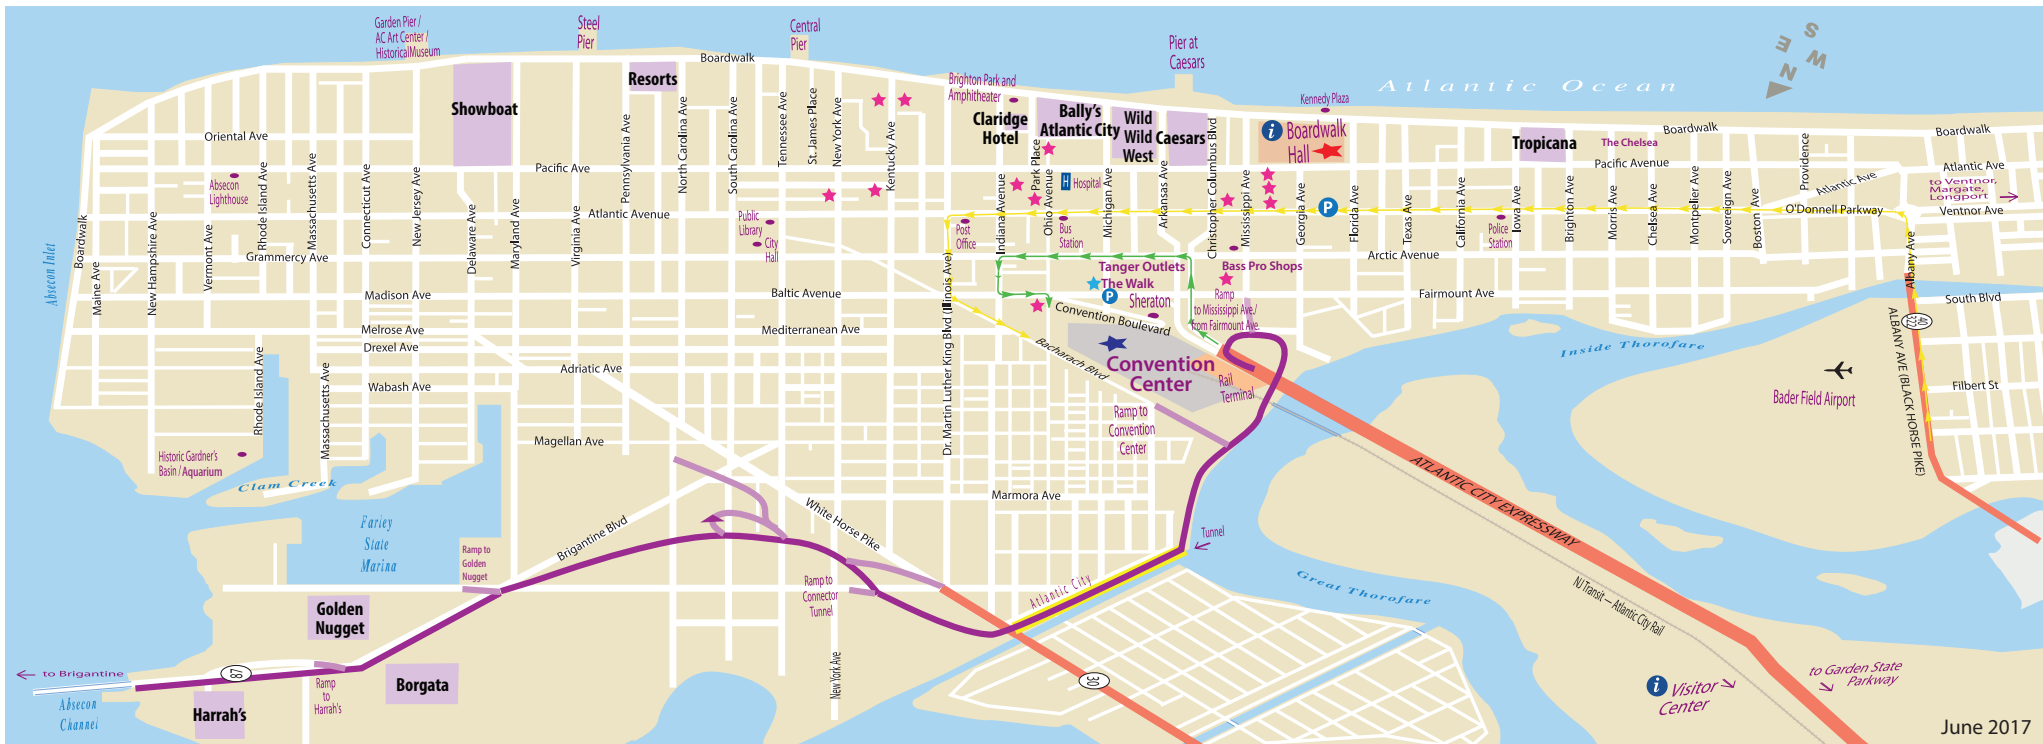 Garden Pier /
AC Art Center /
HistoricalMuseum
Steel
Pier
Central
Pier
Pier at
Caesars
Atlantic Ocean
S
W
E
N
Boardwalk
Showboat
Resorts
Brighton Park and
Amphitheater
Claridge
Hotel
Bally's
Atlantic City
Wild
Wild
West
Caesars
Kennedy Plaza
i
Boardwalk
Hall
Tropicana
The Chelsea
Boardwalk
Boardwalk
Oriental Ave
Pacific Ave
Pacific Avenue
Atlantic Ave
Atlantic Ave
to Ventnor,
Margate,
Longport
Ventnor Ave
O'Donnell Parkway
Absecon
Lighthouse
Atlantic Avenue
Public
Library
City
Hall
Post
Office
H
Hospital
Bus
Station
P
Police
Station
Boardwalk
Maine Ave
New Hampshire Ave
Vermont Ave
Rhode Island Ave
Massachusetts Ave
Connecticut Ave
New Jersey Ave
Delaware Ave
Maryland Ave
Virginia Ave
Pennsylvania Ave
North Carolina Ave
South Carolina Ave
Tennessee Ave
St. James Place
New York Ave
Kentucky Ave
Dr. Martin Luther King Blvd (Illinois Ave)
Indiana Avenue
Park Place
Ohio Avenue
Michigan Ave
Arkansas Ave
Christopher Columbus Blvd
Mississippi Ave
Georgia Ave
Florida Ave
Texas Ave
California Ave
Iowa Ave
Brighton Ave
Morris Ave
Chelsea Ave
Montpelier Ave
Sovereign Ave
Boston Ave
Providence
Albany Ave
Absecon Inlet
Grammercy Ave
Arctic Avenue
Madison Ave
Baltic Avenue
Tanger Outlets
The Walk
P
Sheraton
Bass Pro Shops
Ramp
to Mississippi Ave./
from Fairmount Ave.
Fairmount Ave
South Blvd
Melrose Ave
Mediterranean Ave
Convention Boulevard
Drexel Ave
Bacharach Blvd
Convention
Center
Rail
Terminal
Inside Thorofare
40
322
ALBANY AVE (BLACK HORSE PIKE)
Adriatic Ave
Wabash Ave
Rhode Island Ave
Massachusetts Ave
Bader Field Airport
Filbert St
Ramp to
Convention
Center
Magellan Ave
Historic Gardner's
Basin / Aquarium
Clam Creek
Marmora Ave
White Horse Pike
Brigantine Blvd
Farley
State
Marina
Ramp to
Golden
Nugget
Tunnel
ATLANTIC CITY EXPRESSWAY
NJ Transit — Atlantic City Rail
Great Thorofare
Atlantic City
Ramp to
Connector
Tunnel
Golden
Nugget
New York Ave
to Brigantine
87
Ramp
to
Harrah's
Borgata
Harrah's
Absecon
Channel
30
i
Visitor
Center
to Garden State
Parkway
June 2017